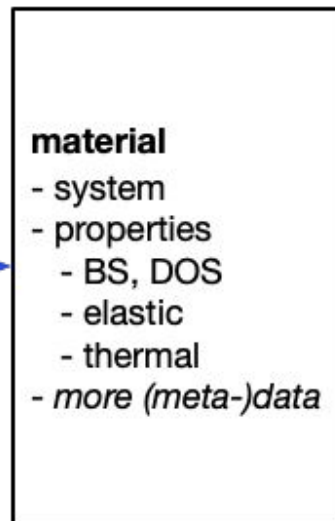 material
- system
- properties
- BS, DOS
- elastic
- thermal
- more (meta-)data